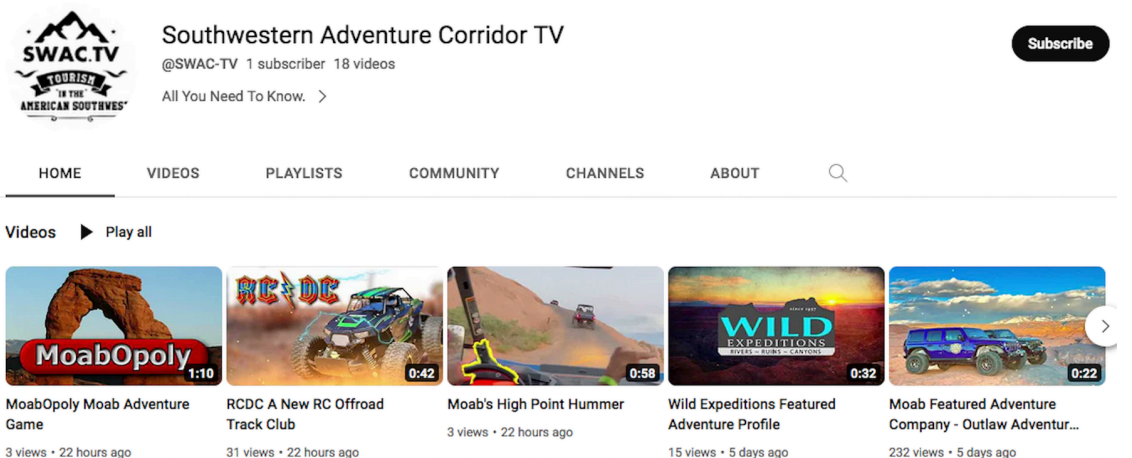 SWAC.TV
TOURISM
IN THE
AMERICAN SOUTHWES
Southwestern Adventure Corridor TV
@SWAC-TV 1 subscriber 18 videos
All You Need To Know.
Subscribe
HOME VIDEOS PLAYLISTS COMMUNITY CHANNELS ABOUT
Videos Play all
MoabOpoly
1:10
RC DC
0:42
0:58
since 1957
WILD
EXPEDITIONS
RIVERS ~ RUINS ~ CANYONS
0:32
0:22
MoabOpoly Moab Adventure
Game
3 views • 22 hours ago
RCDC A New RC Offroad
Track Club
31 views • 22 hours ago
Moab's High Point Hummer
3 views • 22 hours ago
Wild Expeditions Featured
Adventure Profile
15 views • 5 days ago
Moab Featured Adventure
Company - Outlaw Adventur...
232 views • 5 days ago